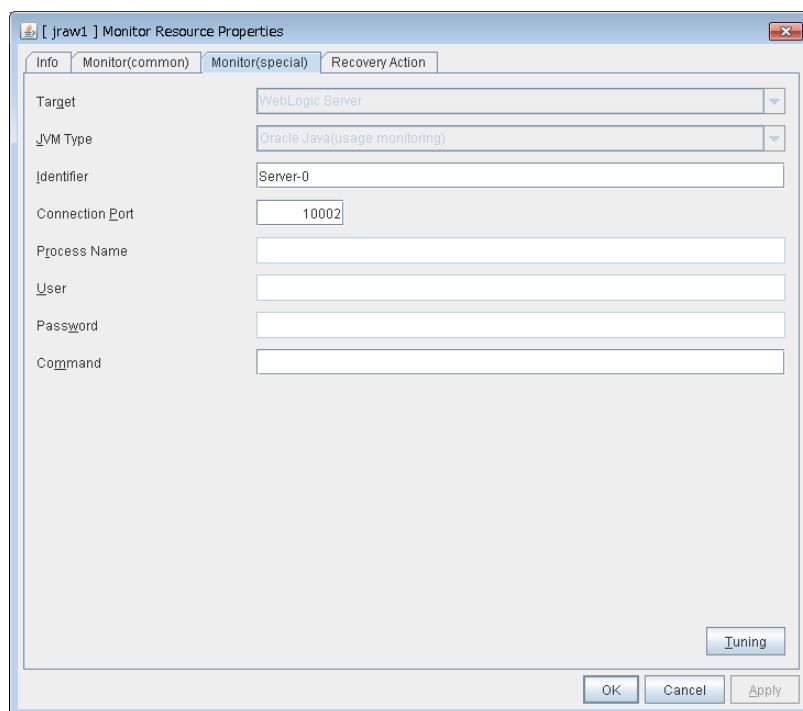 [ jraw1 ] Monitor Resource Properties
Info Monitor(common) Monitor(special) Recovery Action
Target WebLogic Server
JVM Type Oracle Java(usage monitoring)
Identifier Server-0
Connection Port 10002
Process Name
User
Password
Command
Tuning
OK Cancel Apply